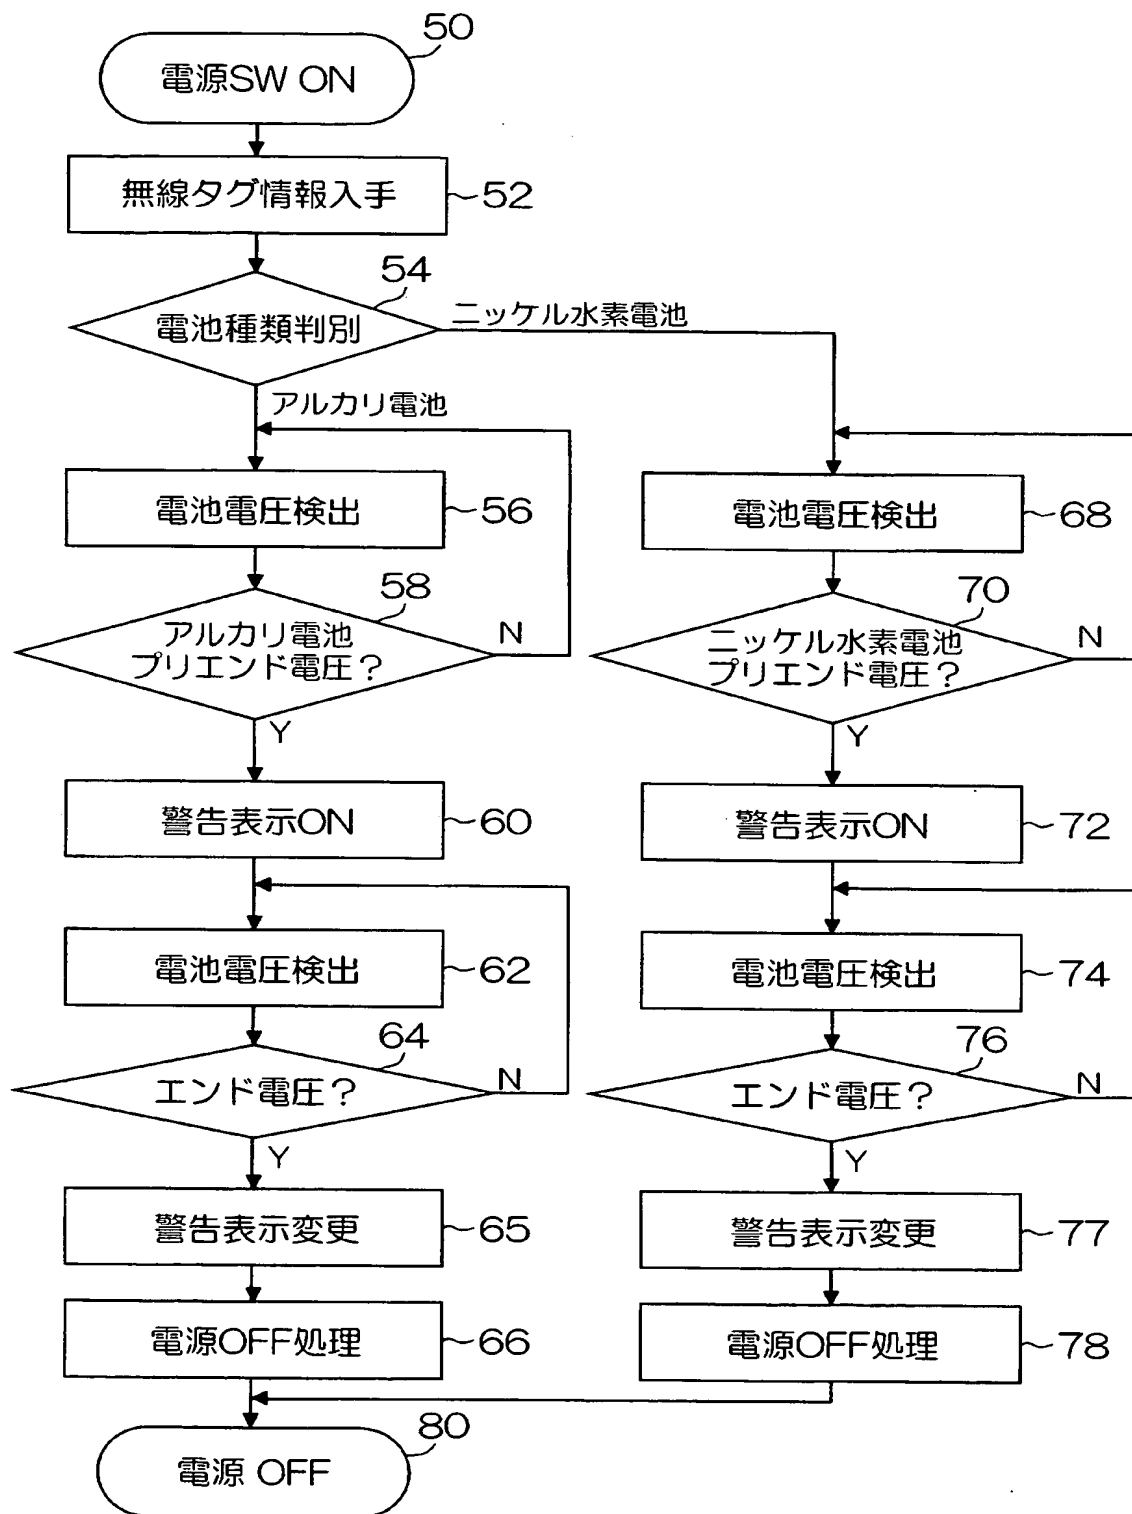 50
電源SW ON
無線タグ情報入手
52
54
電池種類判別
ニッケル水素電池
アルカリ電池
電池電圧検出
56
58
アルカリ電池
プリエンド電圧？
N
Y
警告表示ON
60
電池電圧検出
62
64
エンド電圧？
N
Y
警告表示変更
65
電源OFF処理
66
電池電圧検出
68
70
ニッケル水素電池
プリエンド電圧？
N
Y
警告表示ON
72
電池電圧検出
74
76
エンド電圧？
N
Y
警告表示変更
77
電源OFF処理
78
80
電源 OFF